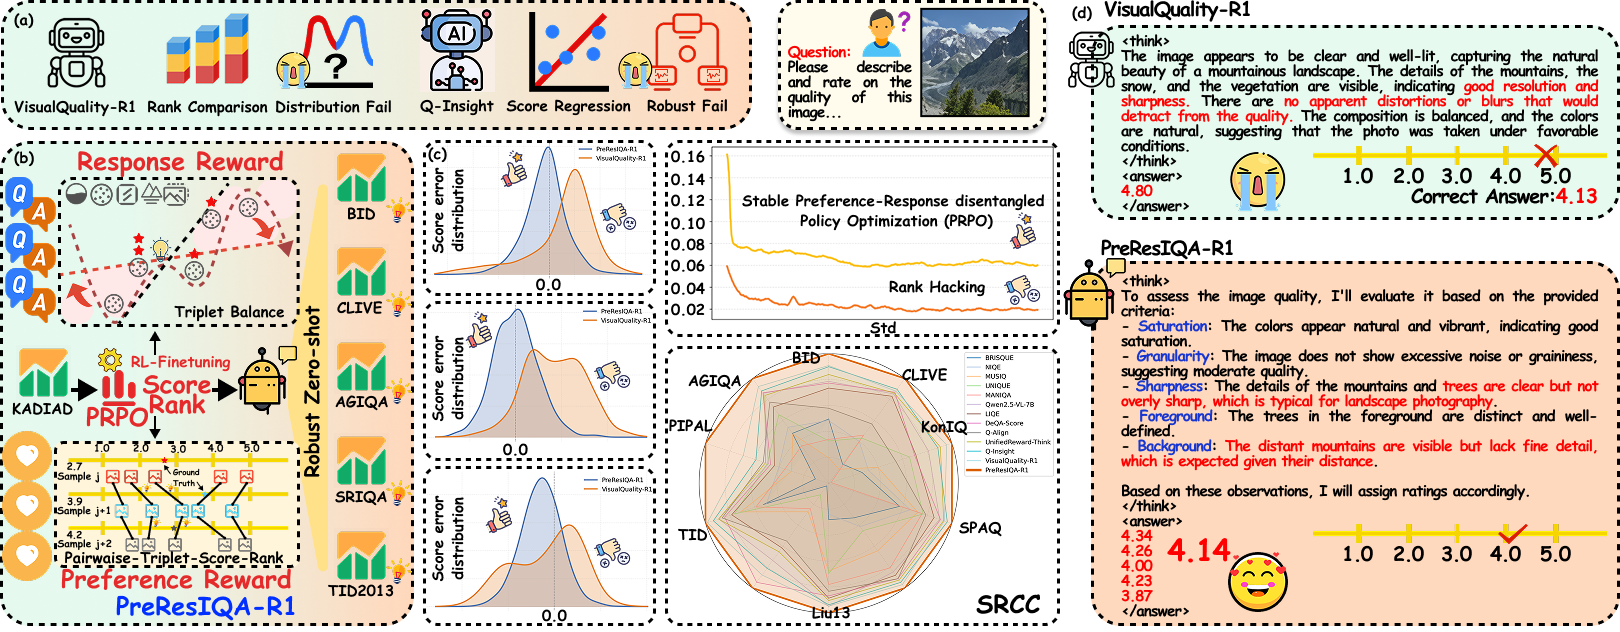 (a)
VisualQuality-R1
Rank Comparison
Distribution Fail
?
AI
Q-Insight
Score Regression
Robust Fail
?
Question:
Please describe
and rate on the
quality of this
image...
(b)
Response Reward
Q
A
Q
A
Q
A
Triplet Balance
KADIAD
RL-Finetuning
PRPO
Score
Rank
1.0 2.0 3.0 4.0 5.0
2.7
Sample j
Ground
Truth
3.9
Sample j+1
4.2
Sample j+2
Pairwaise-Triplet-Score-Rank
Preference Reward
PreResIQA-R1
Robust Zero-shot
BID
CLIVE
AGIQA
SRIQA
TID2013
(c)
Score error
distribution
PreResIQA-R1
VisualQuality-R1
0.0
Score error
distribution
PreResIQA-R1
VisualQuality-R1
0.0
Score error
distribution
PreResIQA-R1
VisualQuality-R1
0.0
0.16
0.14
0.12
0.10
0.08
0.06
0.04
0.02
Stable Preference-Response disentangled
Policy Optimization (PRPO)
Rank Hacking
Std
BID
CLIVE
KonIQ
SPAQ
Liu13
TID
PIPAL
AGIQA
BRISQUE
NIQE
MUSIQ
UNIQUE
MANIQA
Qwen2.5-VL-7B
LIQE
DeQA-Score
Q-Align
UnifiedReward-Think
Q-Insight
VisualQuality-R1
PreResIQA-R1
SRCC
(d)
VisualQuality-R1
<think>
The image appears to be clear and well-lit, capturing the natural
beauty of a mountainous landscape. The details of the mountains, the
snow, and the vegetation are visible, indicating good resolution and
sharpness. There are no apparent distortions or blurs that would
detract from the quality. The composition is balanced, and the colors
are natural, suggesting that the photo was taken under favorable
conditions.
</think>
<answer>
4.80
</answer>
1.0 2.0 3.0 4.0 5.0
Correct Answer:4.13
PreResIQA-R1
<think>
To assess the image quality, I'll evaluate it based on the provided
criteria:
- Saturation: The colors appear natural and vibrant, indicating good
saturation.
- Granularity: The image does not show excessive noise or graininess,
suggesting moderate quality.
- Sharpness: The details of the mountains and trees are clear but not
overly sharp, which is typical for landscape photography.
- Foreground: The trees in the foreground are distinct and well-
defined.
- Background: The distant mountains are visible but lack fine detail,
which is expected given their distance.
Based on these observations, I will assign ratings accordingly.
</think>
<answer>
4.34
4.26
4.00
4.23
3.87
</answer>
4.14
1.0 2.0 3.0 4.0 5.0